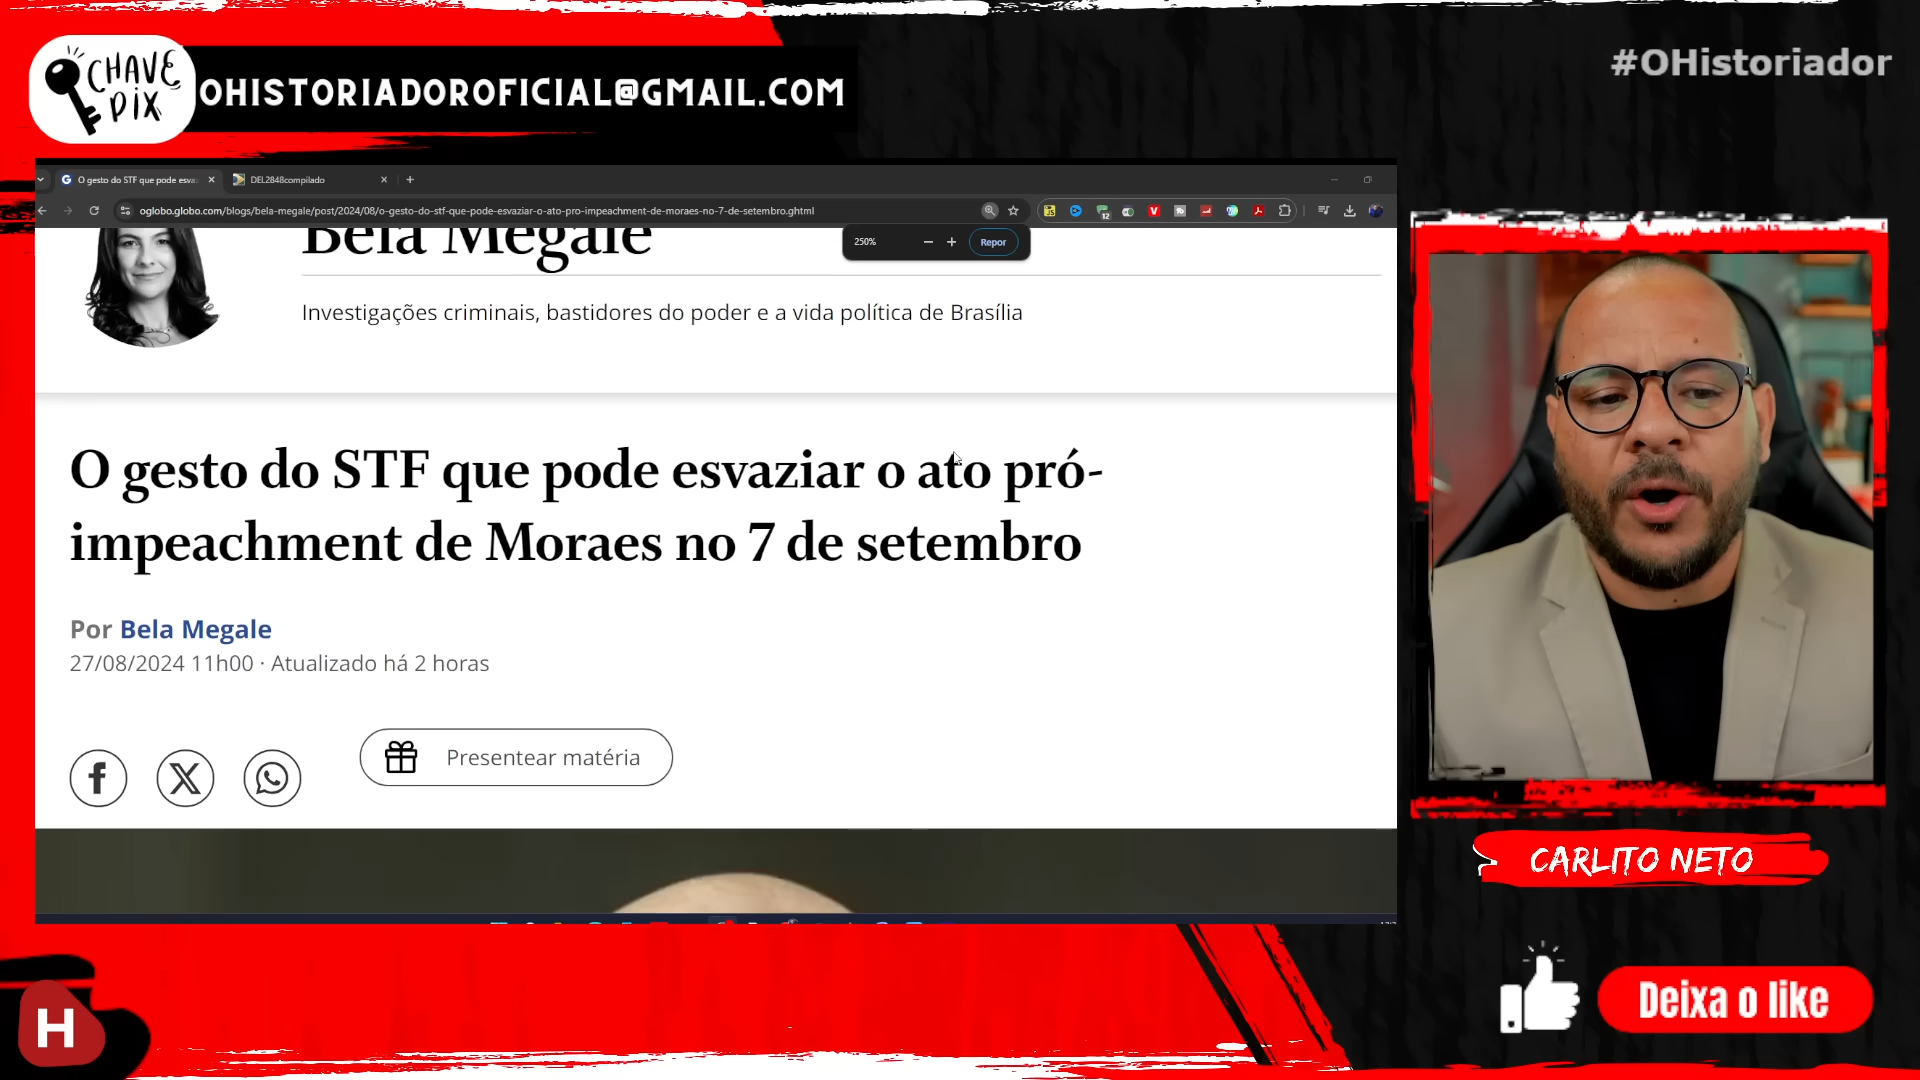 CHAVE
PIX
OHISTORIADOROFICIAL@GMAIL.COM
#OHistoriador
O gesto do STF que pode esva
DEL2848compilado
oglobo.globo.com/blogs/bela-megale/post/2024/08/o-gesto-do-stf-que-pode-esvaziar-o-ato-pro-impeachment-de-moraes-no-7-de-setembro.ghtml
12
Bela Megale
250%
Repor
Investigações criminais, bastidores do poder e a vida política de Brasília
O gesto do STF que pode esvaziar o ato pró-
impeachment de Moraes no 7 de setembro
Por Bela Megale
27/08/2024 11h00 · Atualizado há 2 horas
Presentear matéria
CARLITO NETO
Deixa o like
H